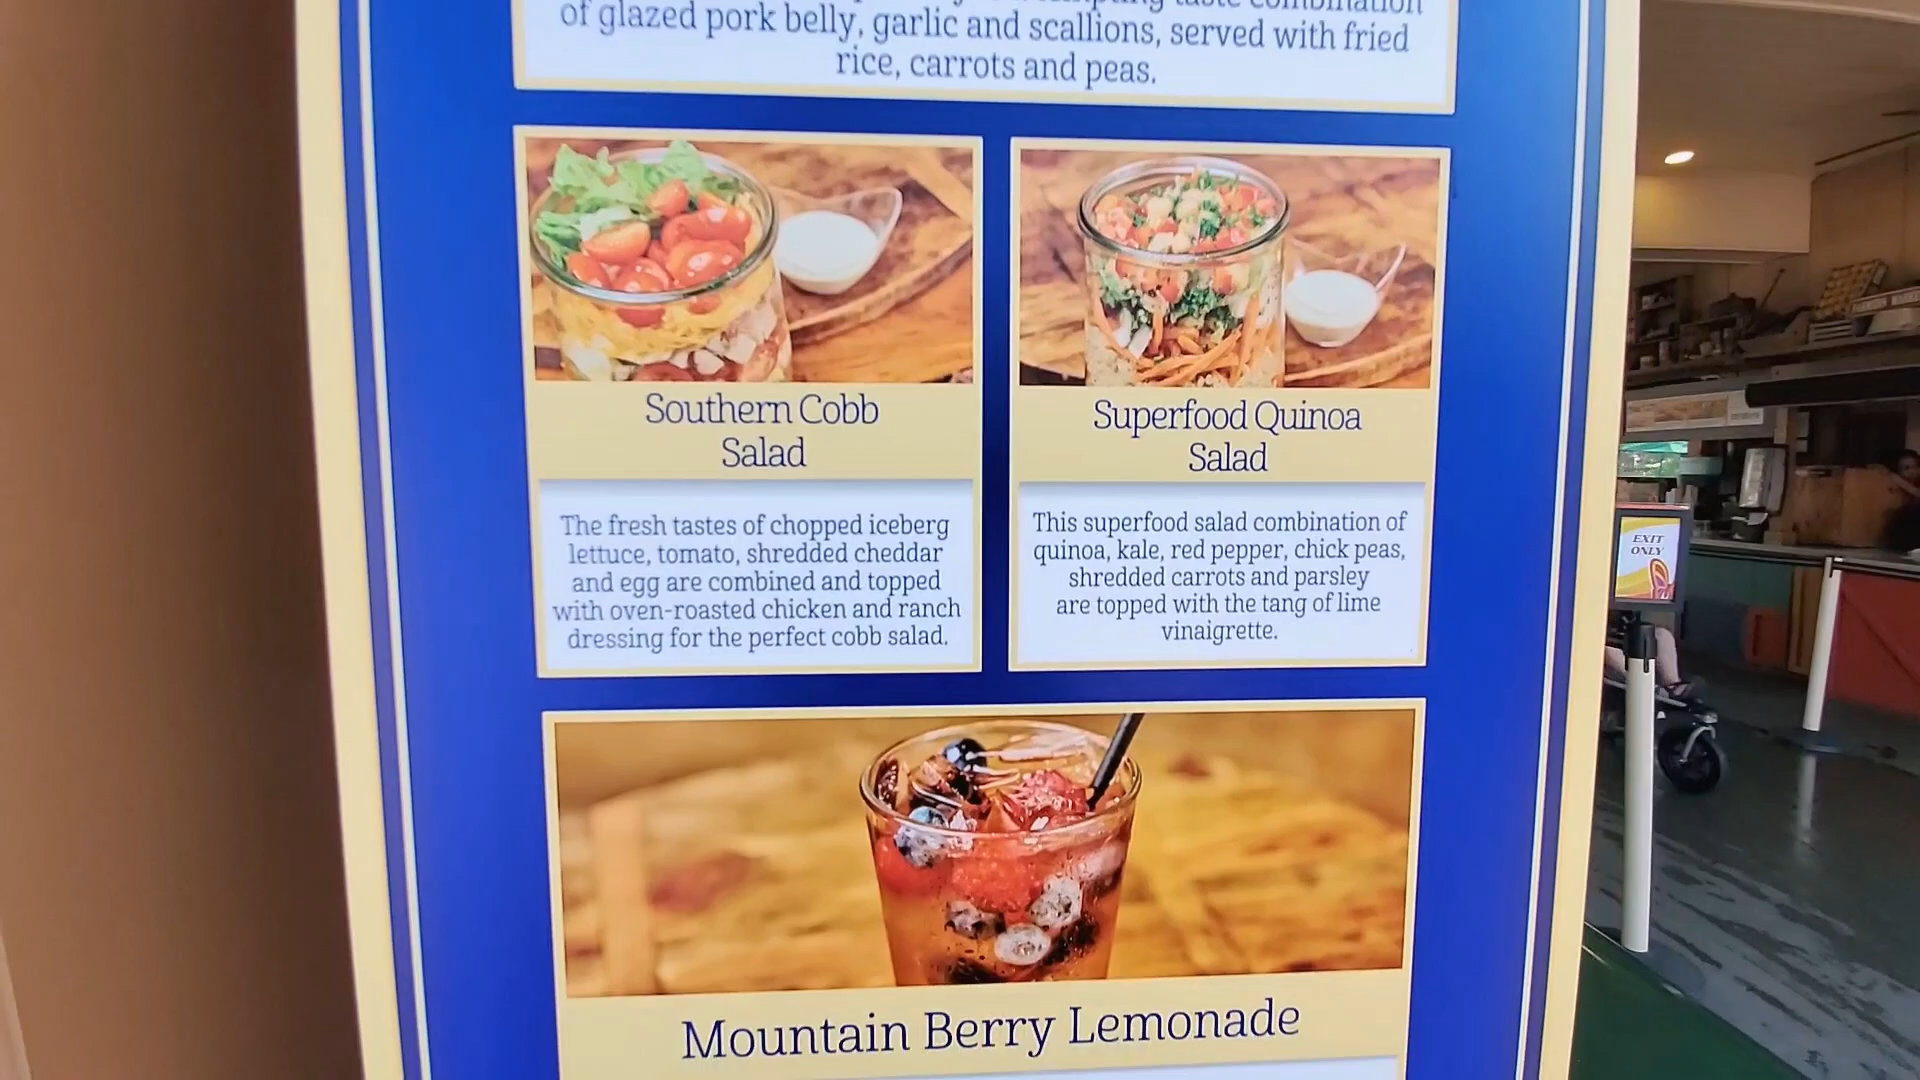 taste combination
of glazed pork belly, garlic and scallions, served with fried
rice, carrots and peas.
Southern Cobb
Salad
The fresh tastes of chopped iceberg
lettuce, tomato, shredded cheddar
and egg are combined and topped
with oven-roasted chicken and ranch
dressing for the perfect cobb salad.
Superfood Quinoa
Salad
This superfood salad combination of
quinoa, kale, red pepper, chick peas,
shredded carrots and parsley
are topped with the tang of lime
vinaigrette.
Mountain Berry Lemonade
EXIT
ONLY